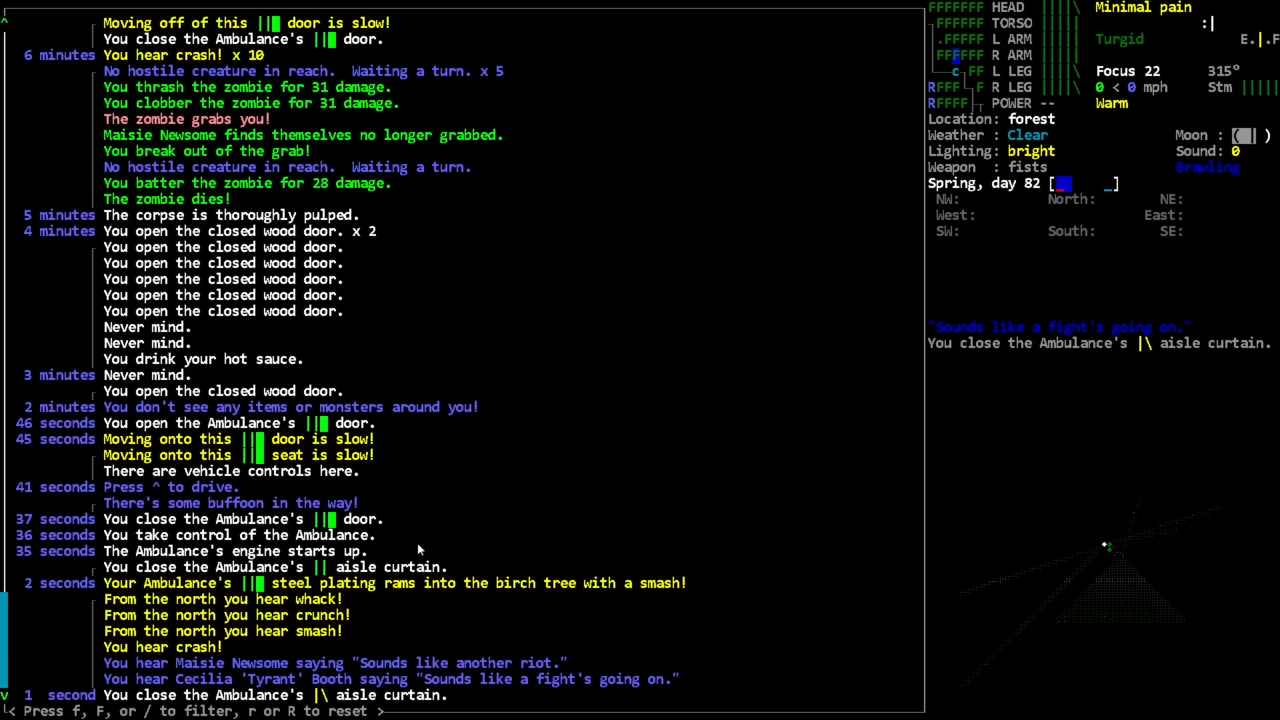 Moving off of this || door is slow!
You close the Ambulance's || door.
6 minutes You hear crash! x 10
No hostile creature in reach.  Waiting a turn. x 5
You thrash the zombie for 31 damage.
You clobber the zombie for 31 damage.
The zombie grabs you!
Maisie Newsome finds themselves no longer grabbed.
You break out of the grab!
No hostile creature in reach.  Waiting a turn.
You batter the zombie for 28 damage.
The zombie dies!
5 minutes The corpse is thoroughly pulped.
4 minutes You open the closed wood door. x 2
You open the closed wood door.
You open the closed wood door.
You open the closed wood door.
You open the closed wood door.
You open the closed wood door.
Never mind.
Never mind.
You drink your hot sauce.
3 minutes Never mind.
You open the closed wood door.
2 minutes You don't see any items or monsters around you!
46 seconds You open the Ambulance's || door.
45 seconds Moving onto this || door is slow!
Moving onto this || seat is slow!
There are vehicle controls here.
41 seconds Press ^ to drive.
There's some buffoon in the way!
37 seconds You close the Ambulance's || door.
36 seconds You take control of the Ambulance.
35 seconds The Ambulance's engine starts up.
You close the Ambulance's || aisle curtain.
2 seconds Your Ambulance's || steel plating rams into the birch tree with a smash!
From the north you hear whack!
From the north you hear crunch!
From the north you hear smash!
You hear crash!
You hear Maisie Newsome saying "Sounds like another riot."
You hear Cecilia 'Tyrant' Booth saying "Sounds like a fight's going on."
1 second You close the Ambulance's |\ aisle curtain.
< Press f, F, or / to filter, r or R to reset >
FFFFFFF HEAD ||||\ Minimal pain
FFFFFF TORSO |||| :|
.FFFFF L ARM |||| Turgid E.|.F
FFFFFF R ARM ||||
c FF L LEG ||||\ Focus 22 315°
RFFF F R LEG ||||\ 0 < 0 mph Stm |||||
RFFFF POWER -- Warm
Location: forest
Weather : Clear Moon : ( )
Lighting: bright Sound: 0
Weapon  : fists Brawling
Spring, day 82 [ _]
NW: North: NE:
West: East:
SW: South: SE:
"Sounds like a fight's going on."
You close the Ambulance's |\ aisle curtain.